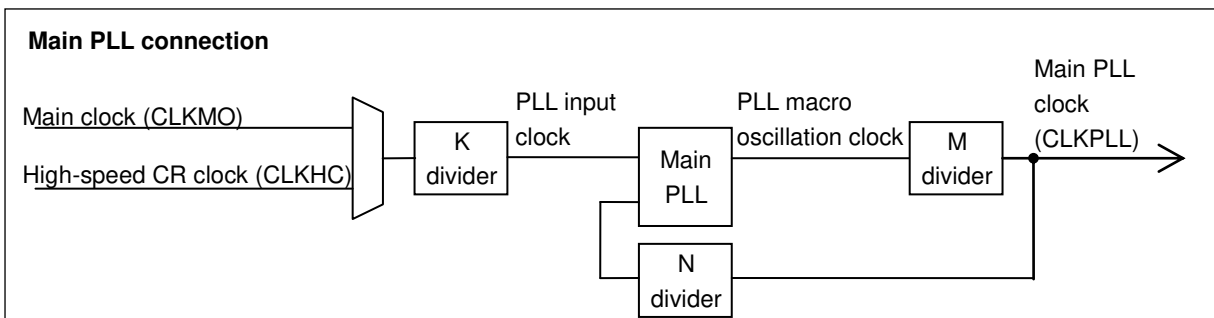 Main PLL connection
Main clock (CLKMO)
High-speed CR clock (CLKHC)
K
divider
PLL input
clock
Main
PLL
N
divider
PLL macro
oscillation clock
M
divider
Main PLL
clock
(CLKPLL)